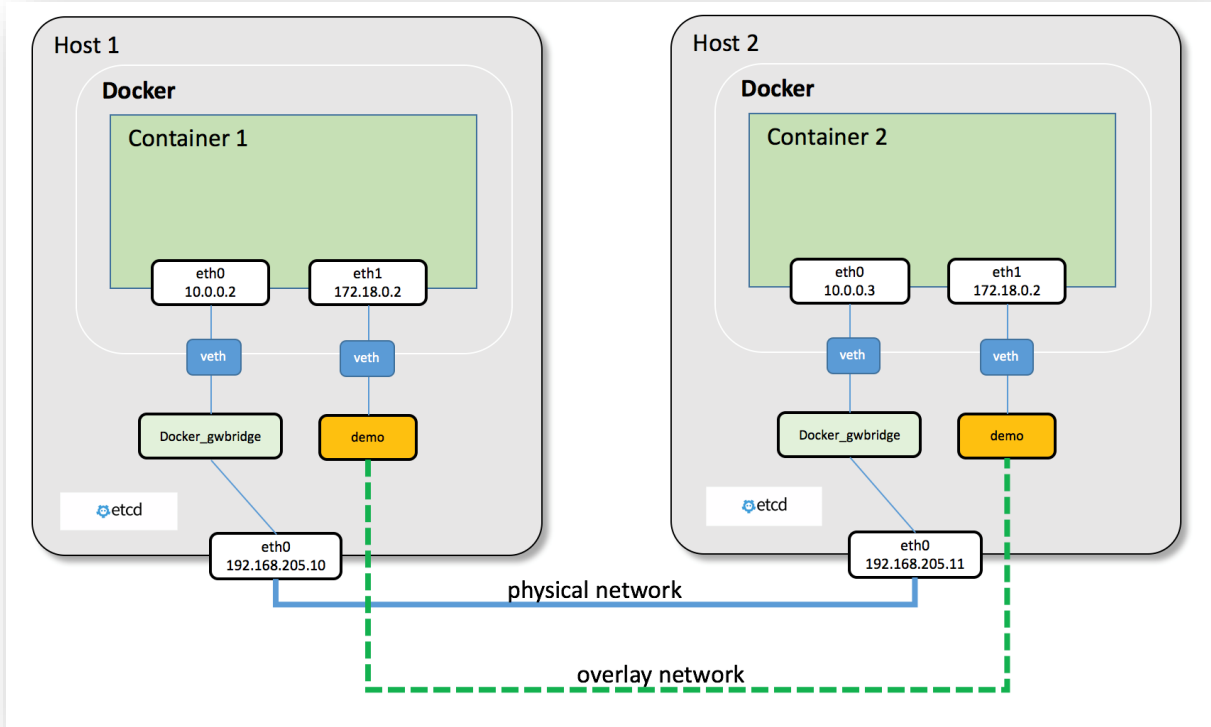 Host 1
Docker
Container 1
eth0
10.0.0.2
eth1
172.18.0.2
veth
veth
Docker_gwbridge
demo
etcd
eth0
192.168.205.10
Host 2
Docker
Container 2
eth0
10.0.0.3
eth1
172.18.0.2
veth
veth
Docker_gwbridge
demo
etcd
eth0
192.168.205.11
physical network
overlay network